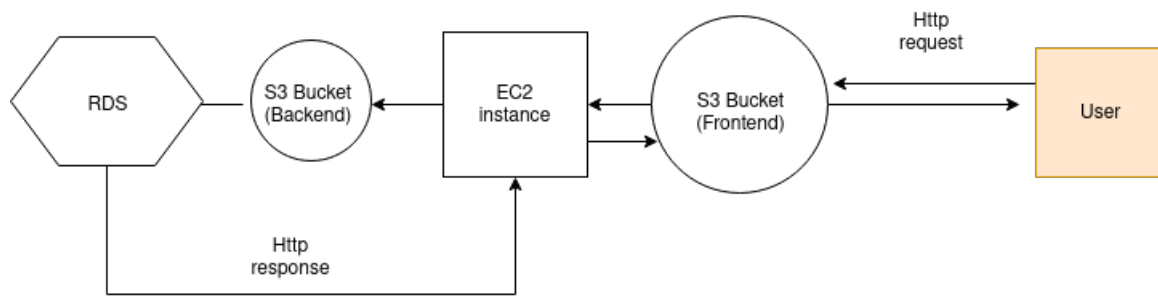 Http
request
RDS
S3 Bucket
(Backend)
EC2
instance
S3 Bucket
(Frontend)
User
Http
response